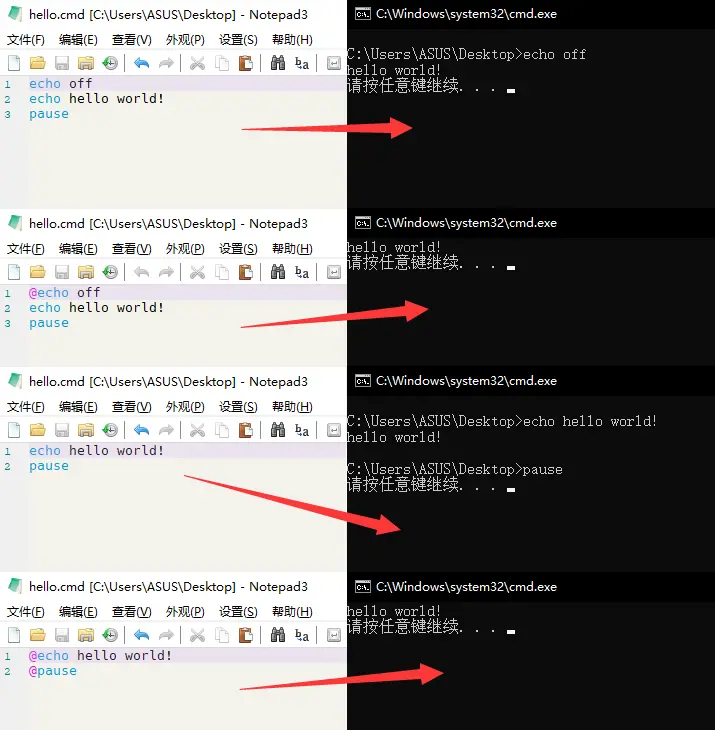 hello.cmd [C:\Users\ASUS\Desktop] - Notepad3
文件(F) 编辑(E) 查看(V) 外观(P) 设置(S) 帮助(H)
1 echo off
2 echo hello world!
3 pause
C:\Windows\system32\cmd.exe
C:\Users\ASUS\Desktop>echo off
hello world!
请按任意键继续. . .
hello.cmd [C:\Users\ASUS\Desktop] - Notepad3
文件(F) 编辑(E) 查看(V) 外观(P) 设置(S) 帮助(H)
1 @echo off
2 echo hello world!
3 pause
C:\Windows\system32\cmd.exe
hello world!
请按任意键继续. . .
hello.cmd [C:\Users\ASUS\Desktop] - Notepad3
文件(F) 编辑(E) 查看(V) 外观(P) 设置(S) 帮助(H)
1 echo hello world!
2 pause
C:\Windows\system32\cmd.exe
C:\Users\ASUS\Desktop>echo hello world!
hello world!
C:\Users\ASUS\Desktop>pause
请按任意键继续. . .
hello.cmd [C:\Users\ASUS\Desktop] - Notepad3
文件(F) 编辑(E) 查看(V) 外观(P) 设置(S) 帮助(H)
1 @echo hello world!
2 @pause
C:\Windows\system32\cmd.exe
hello world!
请按任意键继续. . .